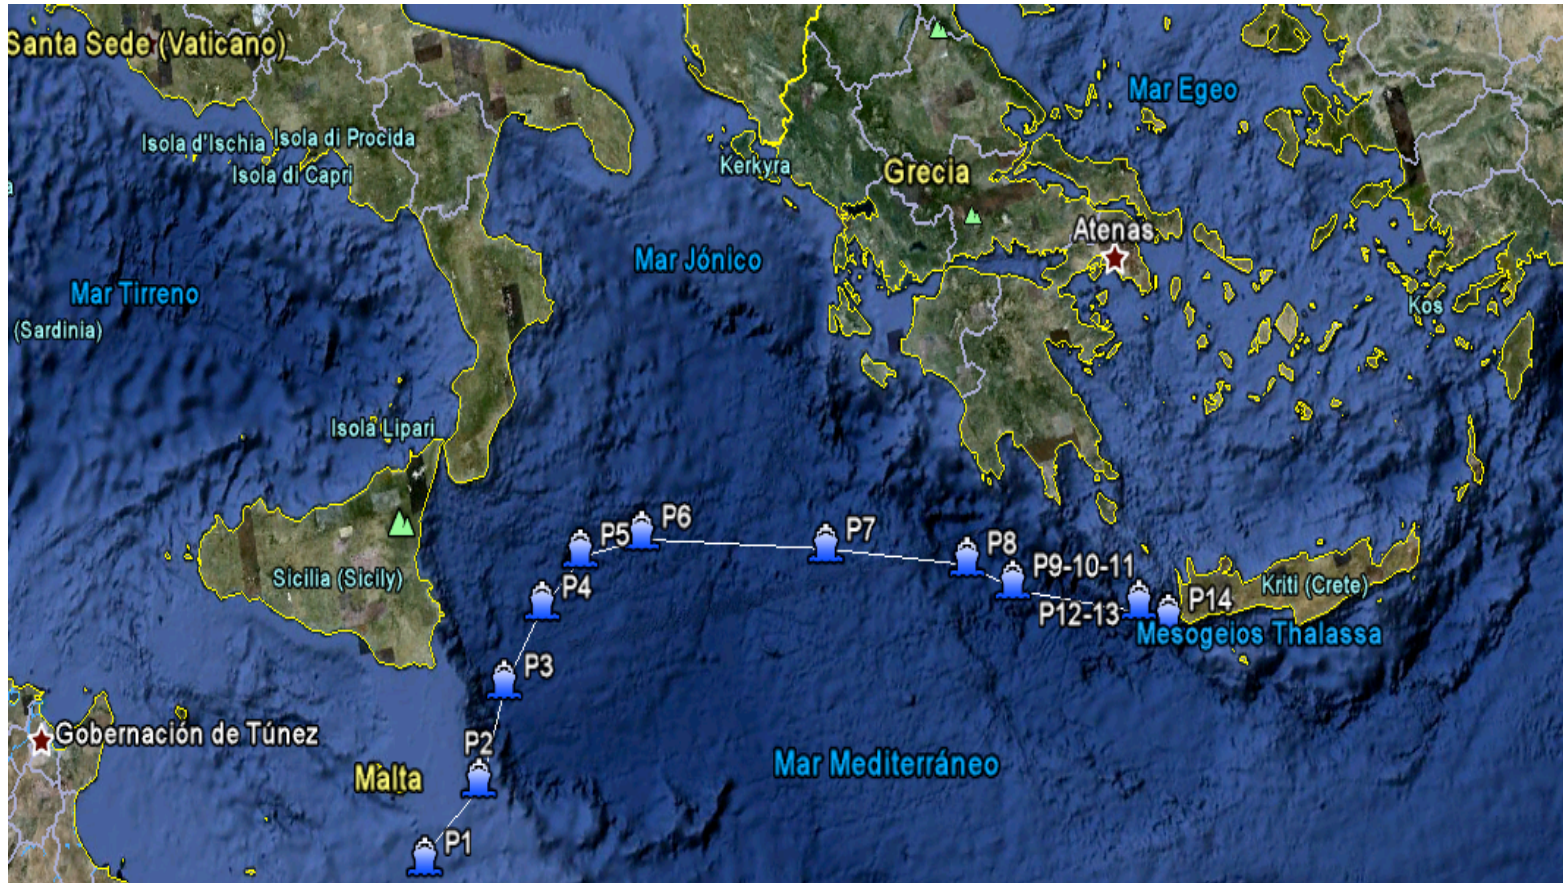 Santa Sede (Vaticano)
Mar Egeo
Isola d'Ischia
Isola di Procida
Isola di Capri
a
Kerkyra
Grecia
Atenas
Mar Jónico
Mar Tirreno
(Sardinia)
Kos
Isola Lipari
P5
P6
P7
P8
P9-10-11
P4
Sicilia (Sicily)
Kriti (Crete)
P12-13
P14
Mesogeios Thalassa
P3
Gobernación de Túnez
P2
Malta
Mar Mediterráneo
P1